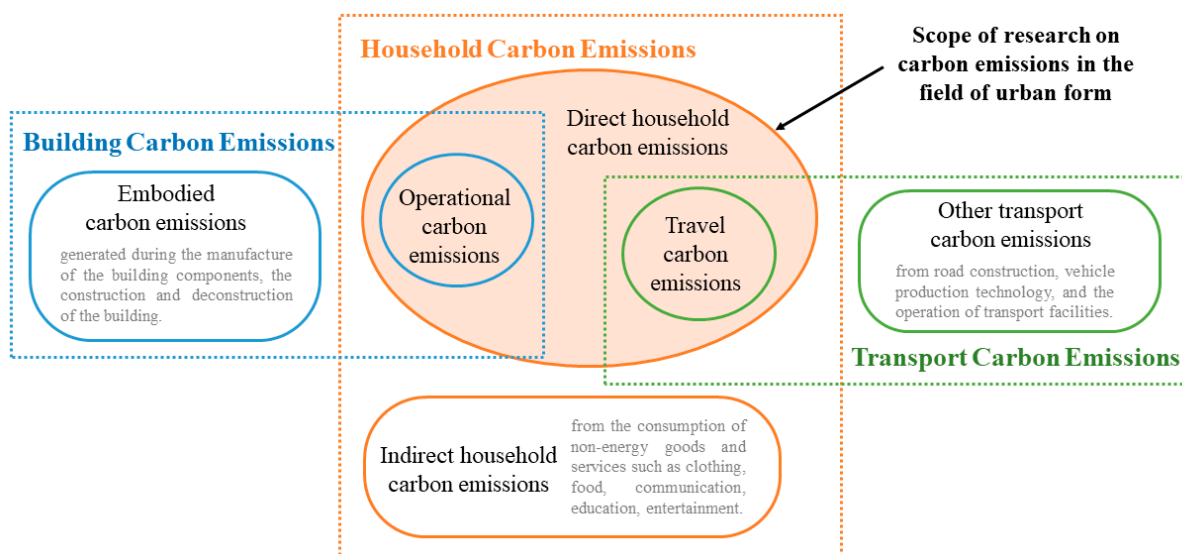 Household Carbon Emissions
Scope of research on
carbon emissions in the
field of urban form
Direct household
carbon emissions
Building Carbon Emissions
Embodied
carbon emissions
generated during the manufacture
of the building components, the
construction and deconstruction
of the building.
Operational
carbon
emissions
Travel
carbon
emissions
Other transport
carbon emissions
from road construction, vehicle
production technology, and the
operation of transport facilities.
Transport Carbon Emissions
Indirect household
carbon emissions
from the consumption of
non-energy goods and
services such as clothing,
food, communication,
education, entertainment.